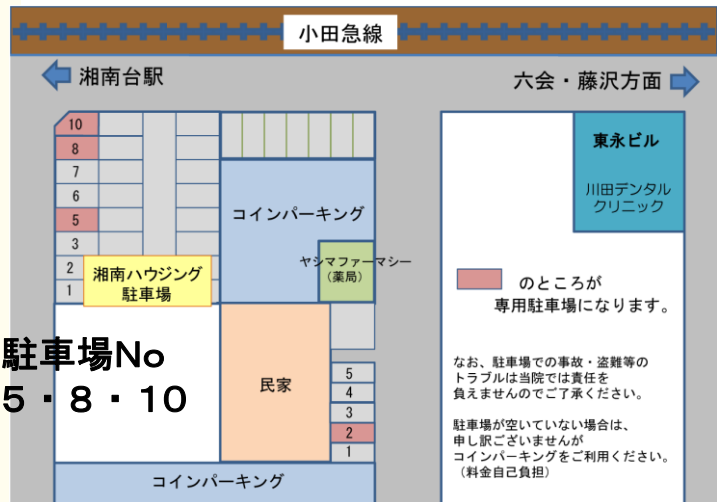 小田急線
湘南台駅
六会・藤沢方面
10
8
7
6
5
3
2
1
湘南ハウジング
駐車場
コインパーキング
ヤシマファーマシー
（薬局）
東永ビル
川田デンタル
クリニック
のところが
専用駐車場になります。
駐車場No
5・8・10
民家
5
4
3
2
1
コインパーキング
なお、駐車場での事故・盗難等の
トラブルは当院では責任を
負えませんのでご了承ください。
駐車場が空いていない場合は、
申し訳ございませんが
コインパーキングをご利用ください。
（料金自己負担）